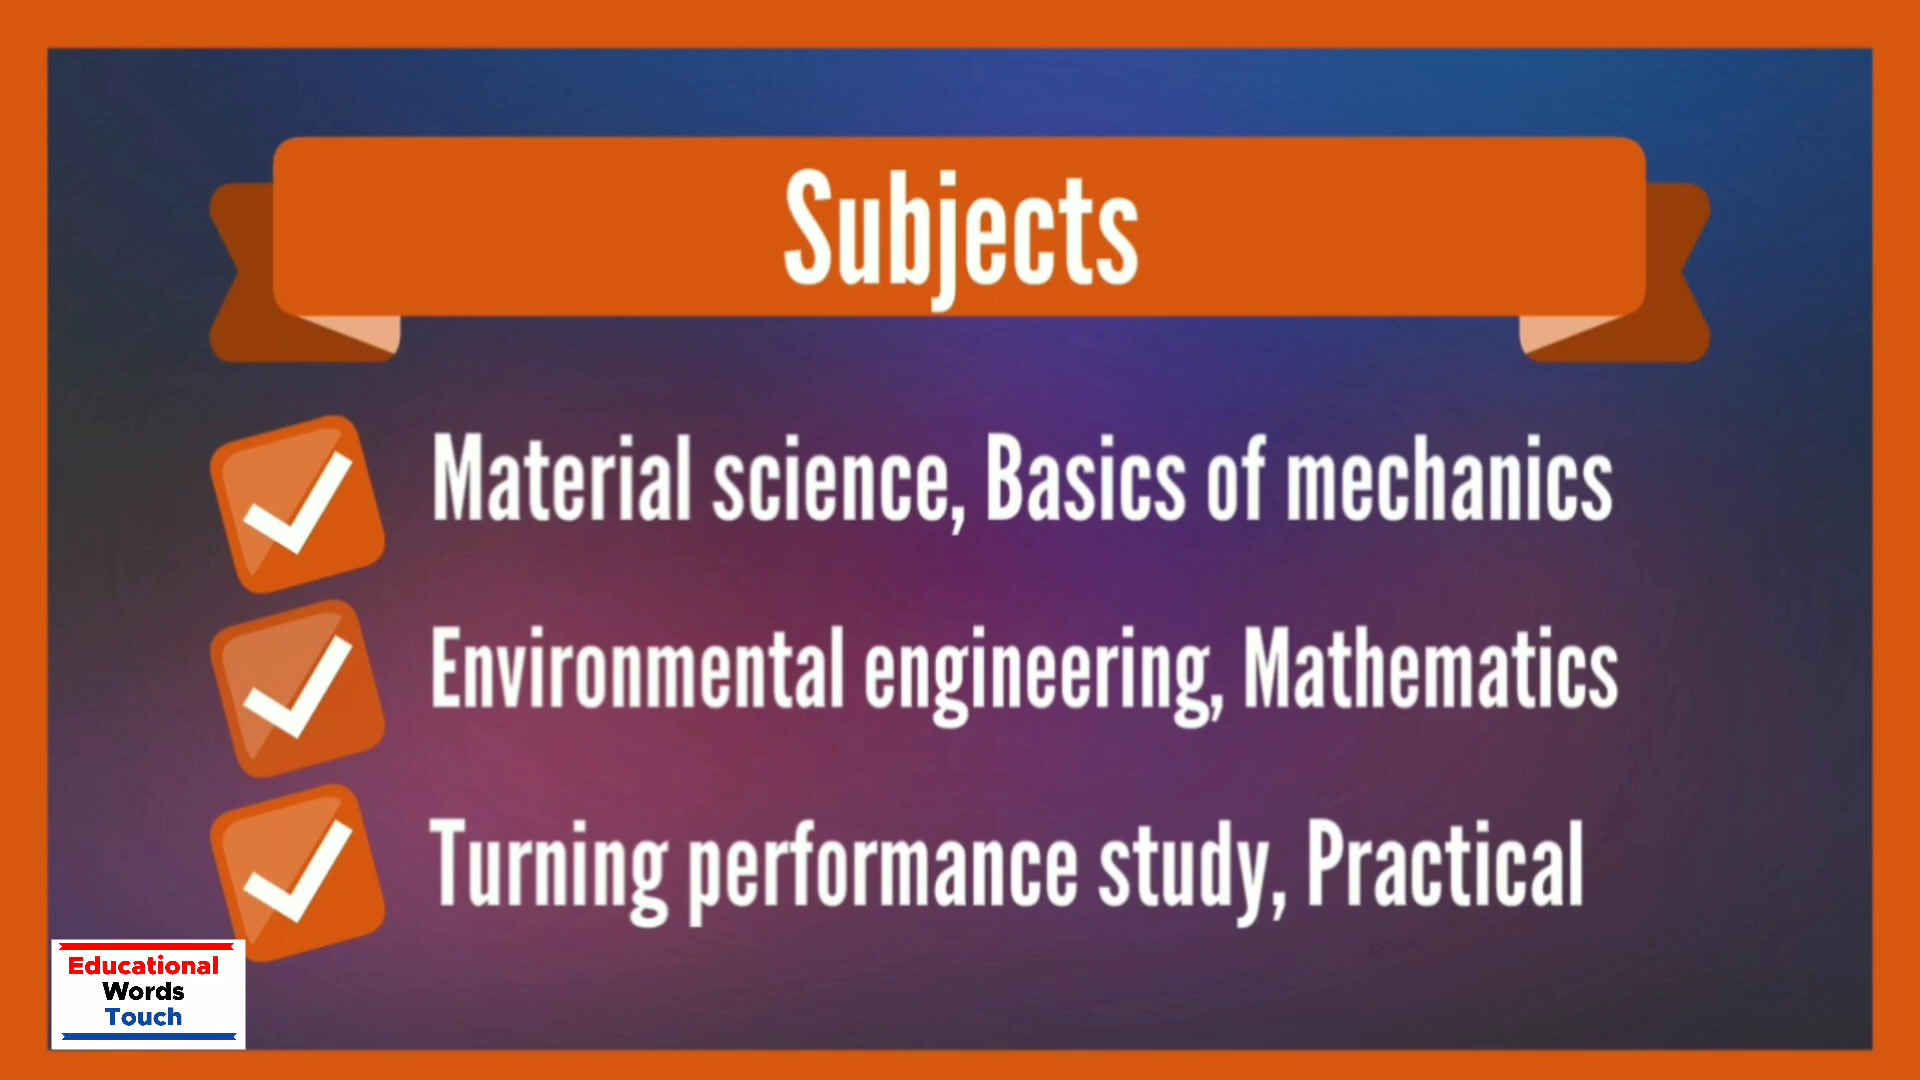 Subjects
Material science, Basics of mechanics
Environmental engineering, Mathematics
Turning performance study, Practical
Educational
Words
Touch